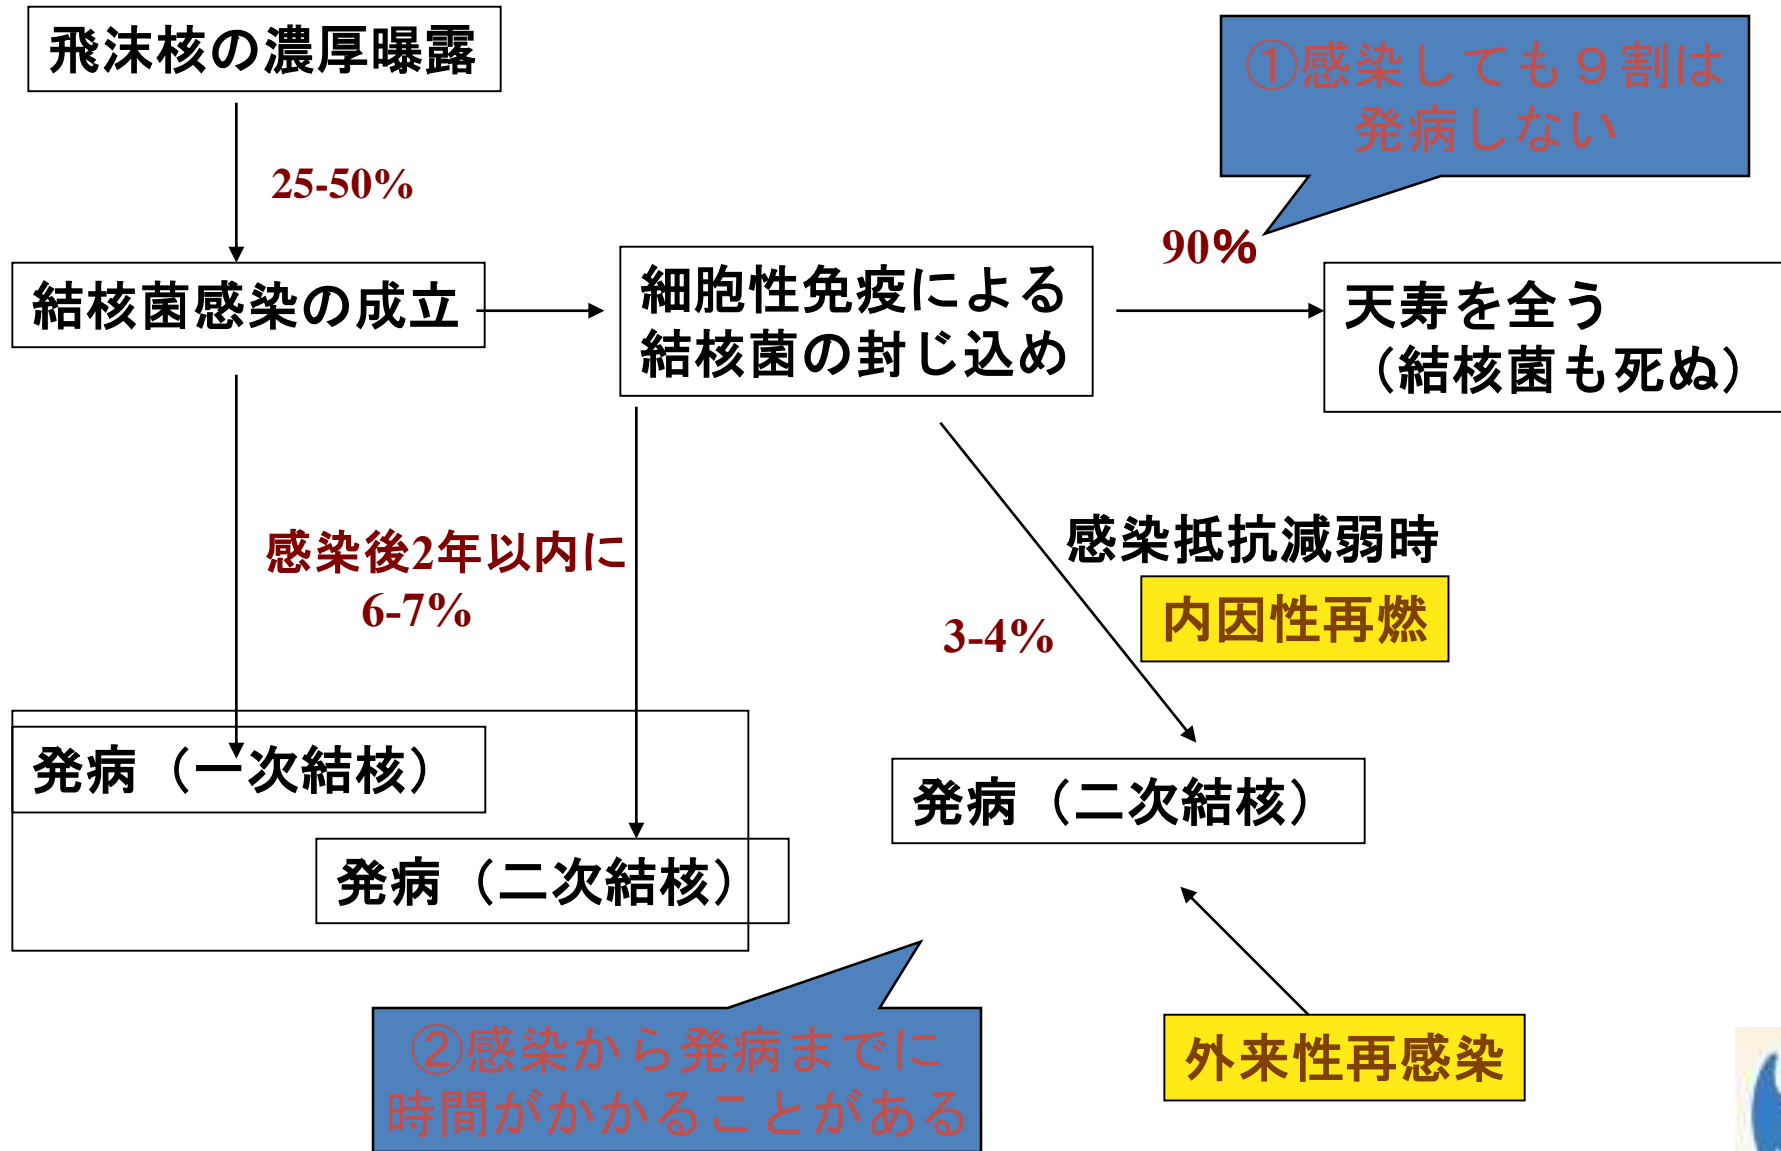 飛沫核の濃厚曝露
①感染しても９割は
発病しない
25-50%
90%
結核菌感染の成立
細胞性免疫による
結核菌の封じ込め
天寿を全う
（結核菌も死ぬ）
感染後2年以内に
6-7%
感染抵抗減弱時
内因性再燃
3-4%
発病（一次結核）
発病（二次結核）
発病（二次結核）
②感染から発病までに
時間がかかることがある
外来性再感染